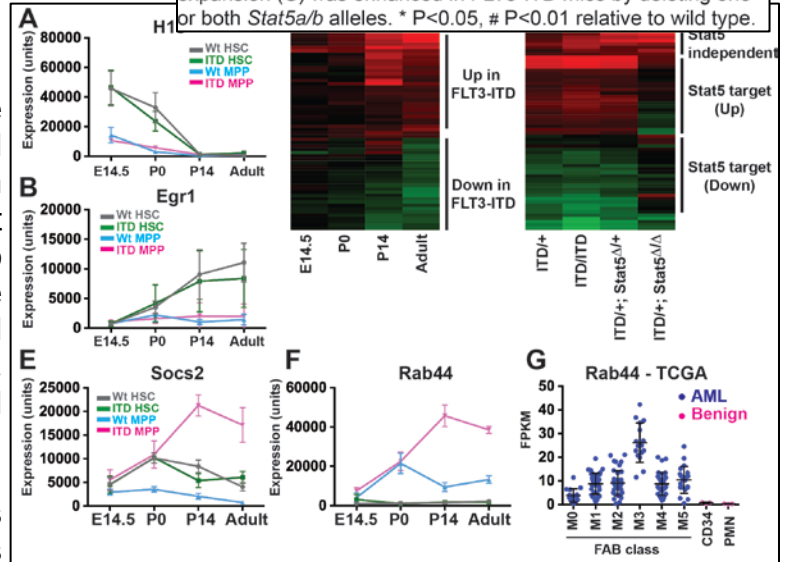 expansion (G) was enhanced in FLT3-ITD mice by deleting one
or both Stat5a/b alleles. * P<0.05, # P<0.01 relative to wild type.
A
H1
Expression (units)
80000
60000
40000
20000
0
Wt HSC
ITD HSC
Wt MPP
ITD MPP
E14.5 P0 P14 Adult
B
Egr1
Expression (units)
20000
15000
10000
5000
0
Wt HSC
ITD HSC
Wt MPP
ITD MPP
E14.5 P0 P14 Adult
Up in
FLT3-ITD
Down in
FLT3-ITD
E14.5
P0
P14
Adult
Stat5
independent
Stat5 target
(Up)
Stat5 target
(Down)
ITD/+
ITD/ITD
ITD/+; Stat5Δ/+
ITD/+; Stat5Δ/Δ
E
Socs2
Expression (units)
25000
20000
15000
10000
5000
0
Wt HSC
ITD HSC
Wt MPP
ITD MPP
E14.5 P0 P14 Adult
F
Rab44
Expression (units)
60000
40000
20000
0
E14.5 P0 P14 Adult
G
Rab44 - TCGA
FPKM
50
40
30
20
10
0
AML
Benign
M0
M1
M2
M3
M4
M5
CD34
PMN
FAB class